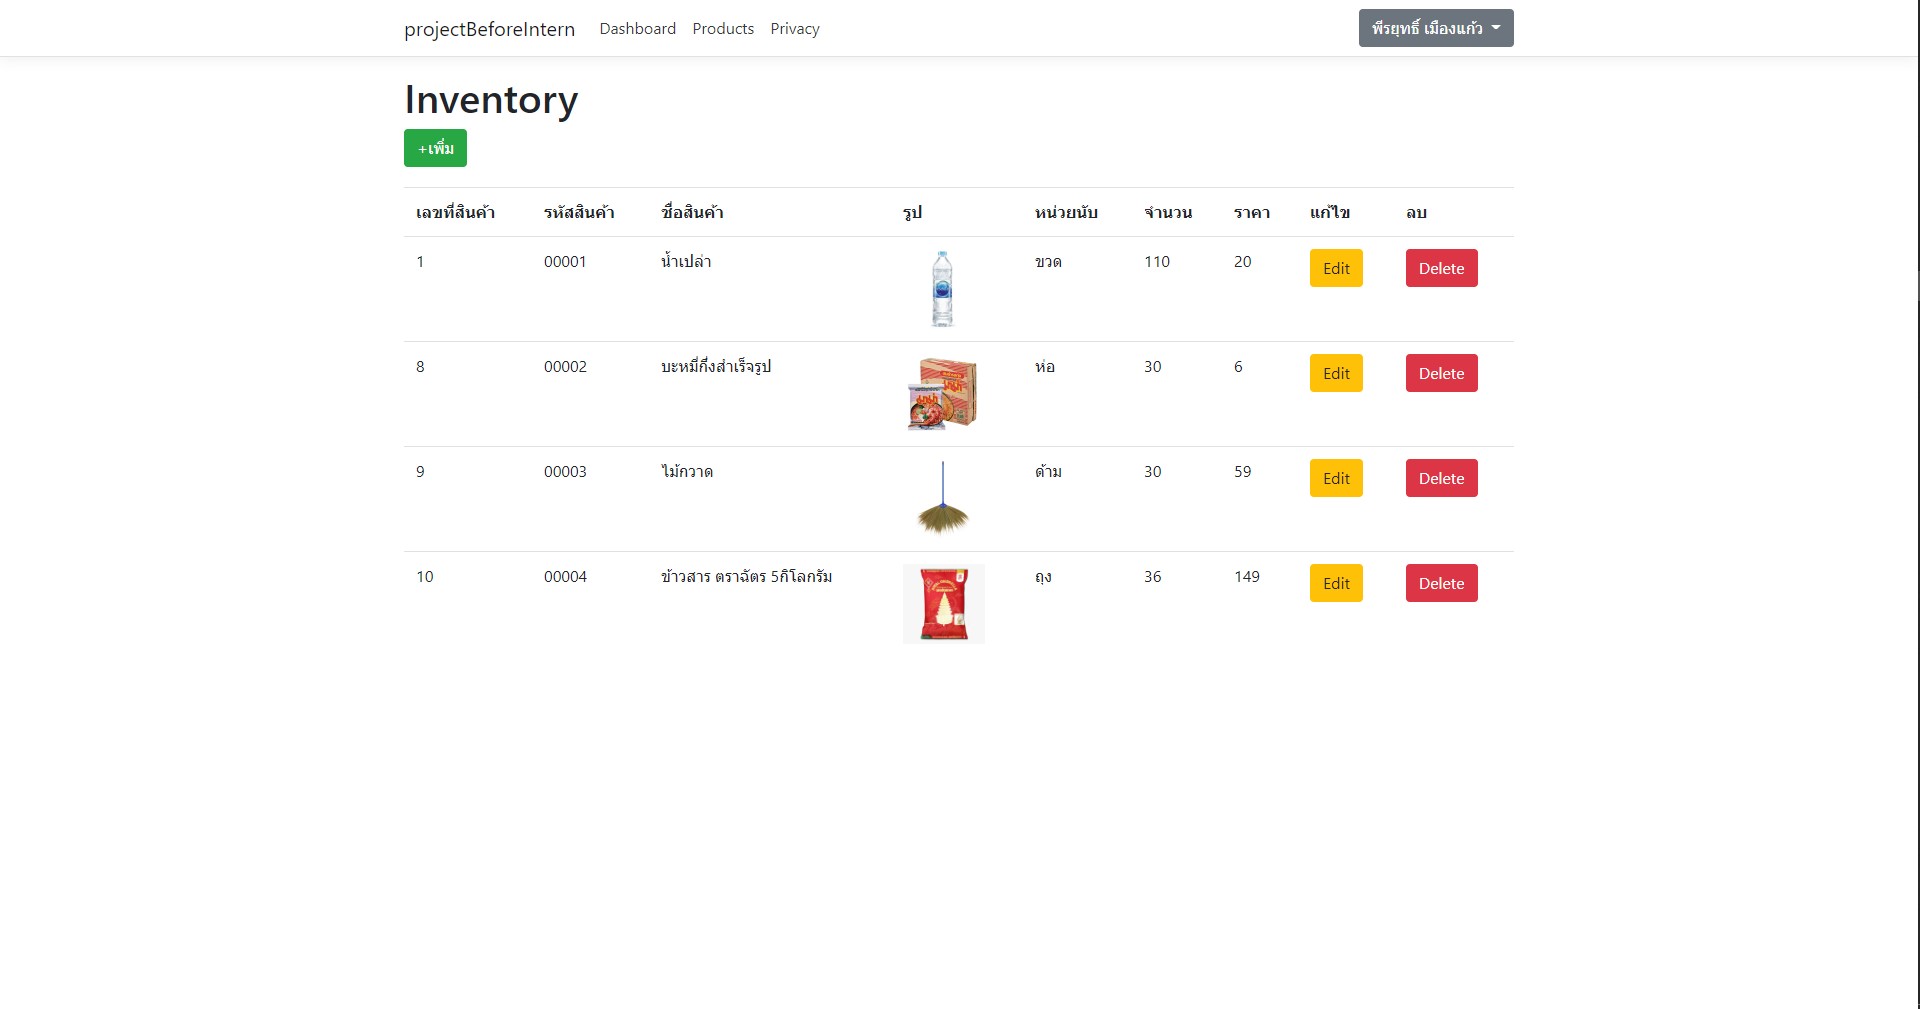 projectBeforeIntern Dashboard Products Privacy พีรยุทธิ์ เมืองแก้ว
Inventory
+เพิ่ม
เลขที่สินค้า รหัสสินค้า ชื่อสินค้า รูป หน่วยนับ จำนวน ราคา แก้ไข ลบ
1 00001 น้ำเปล่า ขวด 110 20 Edit Delete
8 00002 บะหมี่กึ่งสำเร็จรูป ห่อ 30 6 Edit Delete
มาม่า
9 00003 ไม้กวาด ด้าม 30 59 Edit Delete
10 00004 ข้าวสาร ตราฉัตร 5กิโลกรัม ถุง 36 149 Edit Delete